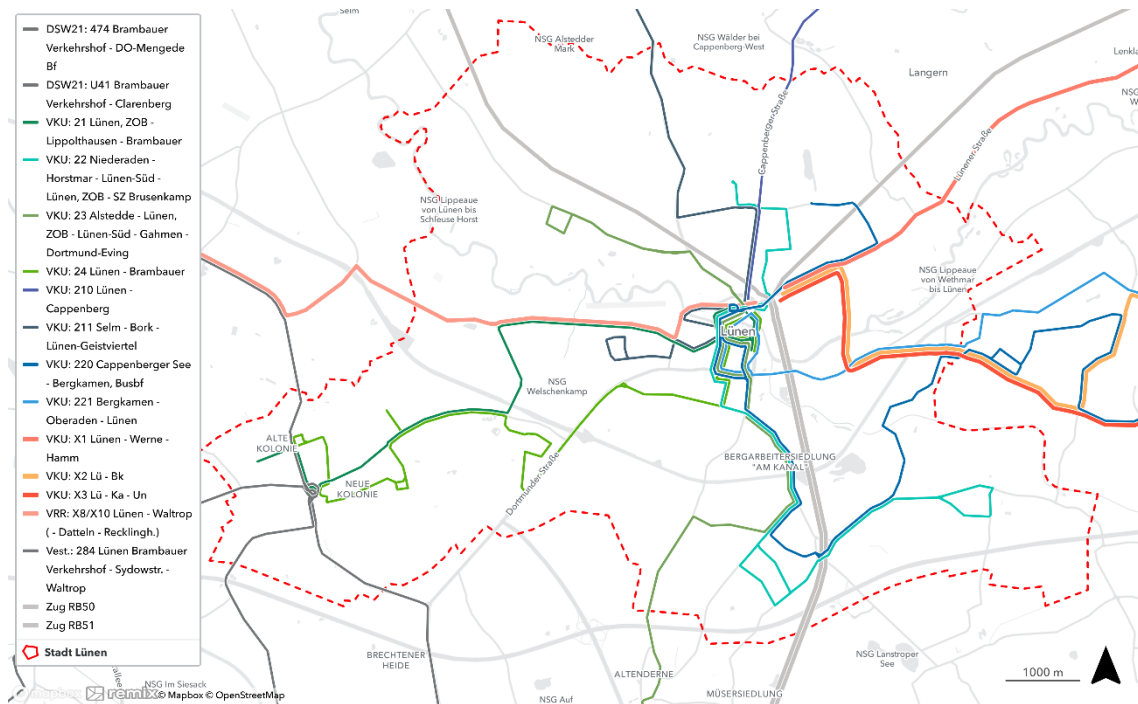 DSW21: 474 Brambauer
Verkehrshof - DO-Mengede
Bf
DSW21: U41 Brambauer
Verkehrshof - Clarenberg
VKU: 21 Lünen, ZOB -
Lippolthausen - Brambauer
VKU: 22 Niederaden -
Horstmar - Lünen-Süd -
Lünen, ZOB - SZ Brusenkamp
VKU: 23 Alstedde - Lünen,
ZOB - Lünen-Süd - Gahmen -
Dortmund-Eving
VKU: 24 Lünen - Brambauer
VKU: 210 Lünen -
Cappenberg
VKU: 211 Selm - Bork -
Lünen-Geistviertel
VKU: 220 Cappenberger See
- Bergkamen, Busbf
VKU: 221 Bergkamen -
Oberaden - Lünen
VKU: X1 Lünen - Werne -
Hamm
VKU: X2 Lü - Bk
VKU: X3 Lü - Ka - Un
VRR: X8/X10 Lünen - Waltrop
( - Datteln - Recklingh.)
Vest.: 284 Lünen Brambauer
Verkehrshof - Sydowstr. -
Waltrop
Zug RB50
Zug RB51
Stadt Lünen
Selm
NSG Alstedder
Mark
NSG Wälder bei
Cappenberg-West
Langern
Cappenberger-Straße
Lünener-Straße
NSG Lippeaue
von Lünen bis
Schleuse Horst
NSG Lippeaue
von Wethmar
bis Lünen
Lünen
NSG
Welschenkamp
ALTE
KOLONIE
NEUE
KOLONIE
Dortmunder-Straße
BERGARBEITERSIEDLUNG
"AM KANAL"
BRECHTENER
HEIDE
ALTENDERNE
MÜSERSIEDLUNG
NSG Lanstroper
See
NSG Im Siesack
NSG Auf
1000 m
mapbox
remix
© Mapbox © OpenStreetMap